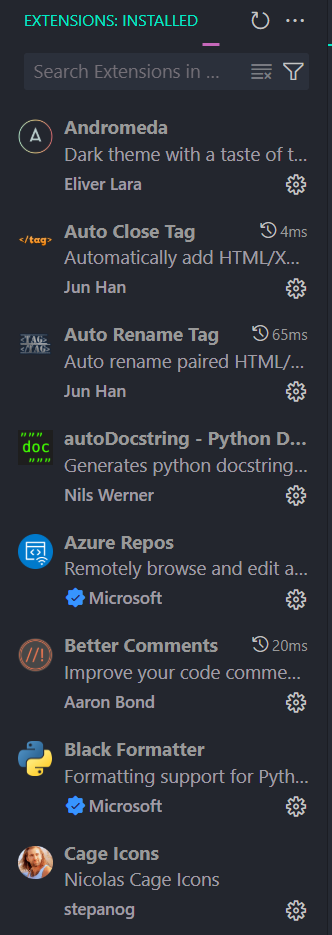 EXTENSIONS: INSTALLED
Search Extensions in ...
Andromeda
Dark theme with a taste of t...
Eliver Lara
Auto Close Tag 4ms
</tag>
Automatically add HTML/X...
Jun Han
Auto Rename Tag 65ms
<TAG>
</TAG>
Auto rename paired HTML/...
Jun Han
autoDocstring - Python D...
"""
doc
"""
Generates python docstring...
Nils Werner
Azure Repos
Remotely browse and edit a...
Microsoft
Better Comments 20ms
//!
Improve your code comme...
Aaron Bond
Black Formatter
Formatting support for Pyth...
Microsoft
Cage Icons
Nicolas Cage Icons
stepanog